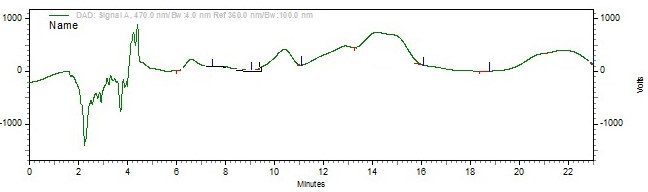 DAD: Signal A, 470.0 nm/Bw:4.0 nm Ref 360.0 nm/Bw:100.0 nm
Name
1000 1000
0 0
-1000 -1000
Volts
0 2 4 6 8 10 12 14 16 18 20 22
Minutes